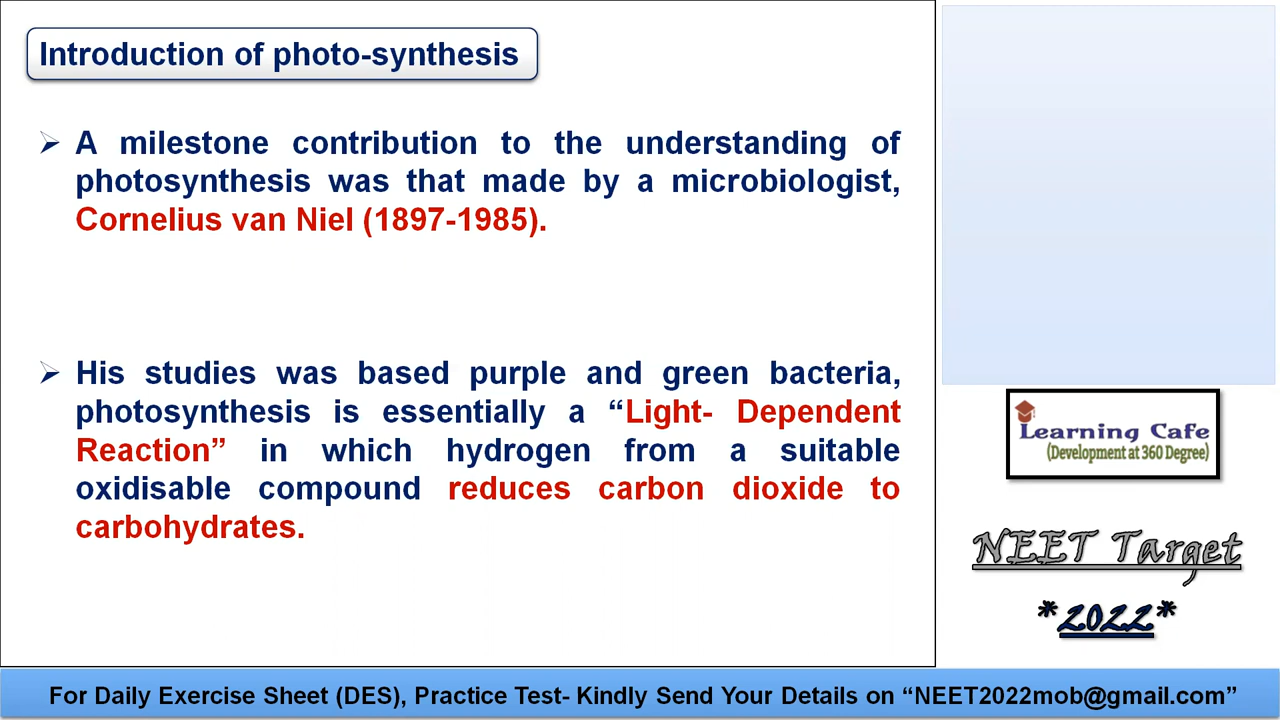 Introduction of photo-synthesis
A milestone contribution to the understanding of
photosynthesis was that made by a microbiologist,
Cornelius van Niel (1897-1985).
His studies was based purple and green bacteria,
photosynthesis is essentially a “Light- Dependent
Reaction” in which hydrogen from a suitable
oxidisable compound reduces carbon dioxide to
carbohydrates.
Learning Cafe
(Development at 360 Degree)
NEET Target
*2022*
For Daily Exercise Sheet (DES), Practice Test- Kindly Send Your Details on “NEET2022mob@gmail.com”